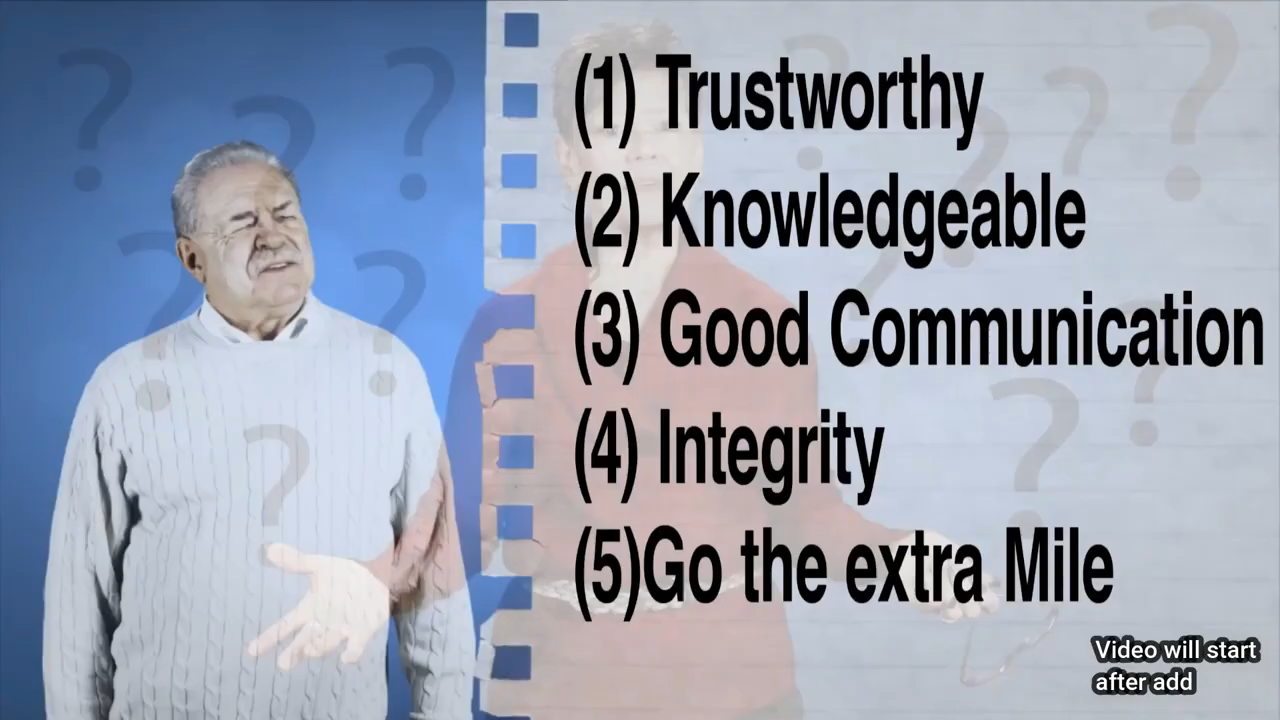 (1) Trustworthy
(2) Knowledgeable
(3) Good Communication
(4) Integrity
(5)Go the extra Mile
Video will start
after add